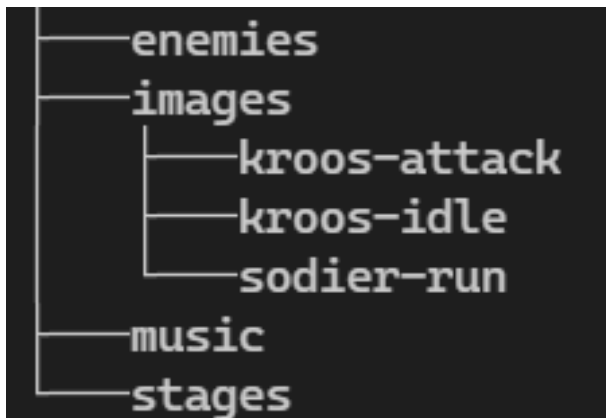 enemies
images
kroos-attack
kroos-idle
sodier-run
music
stages